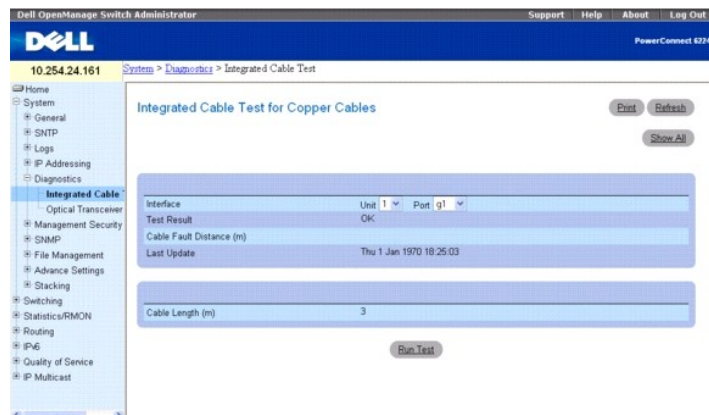 Dell OpenManage Switch Administrator
Support Help About Log Out
DELL
PowerConnect 6224
10.254.24.161
System > Diagnostics > Integrated Cable Test
Home
System
General
SNTP
Logs
IP Addressing
Diagnostics
Integrated Cable
Optical Transceiver
Management Security
SNMP
File Management
Advance Settings
Stacking
Switching
Statistics/RMON
Routing
IPv6
Quality of Service
IP Multicast
Integrated Cable Test for Copper Cables
Print Refresh
Show All
Interface Unit 1 Port g1
Test Result OK
Cable Fault Distance (m)
Last Update Thu 1 Jan 1970 18:25:03
Cable Length (m) 3
Run Test